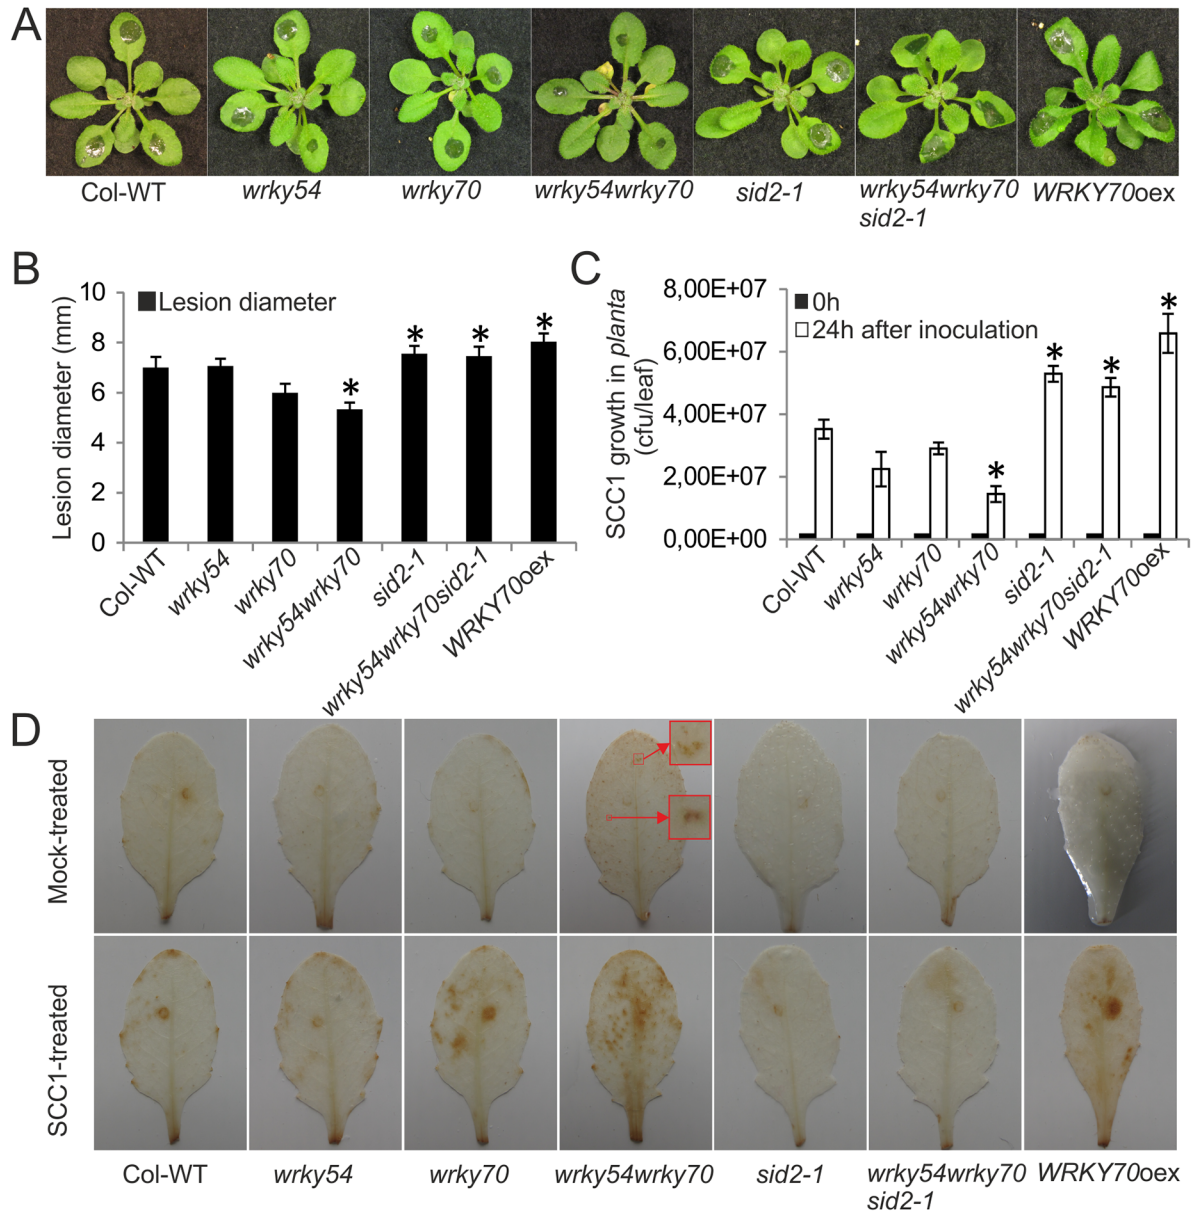 A
Col-WT
wrky54
wrky70
wrky54wrky70
sid2-1
wrky54wrky70
sid2-1
WRKY70oex
B
Lesion diameter (mm)
10
8
6
4
2
0
Lesion diameter
*
*
*
*
Col-WT
wrky54
wrky70
wrky54wrky70
sid2-1
wrky54wrky70sid2-1
WRKY70oex
C
SCC1 growth in planta
(cfu/leaf)
8,00E+07
6,00E+07
4,00E+07
2,00E+07
0,00E+00
0h
24h after inoculation
*
*
*
*
Col-WT
wrky54
wrky70
wrky54wrky70
sid2-1
wrky54wrky70sid2-1
WRKY70oex
D
Mock-treated
SCC1-treated
Col-WT
wrky54
wrky70
wrky54wrky70
sid2-1
wrky54wrky70
sid2-1
WRKY70oex